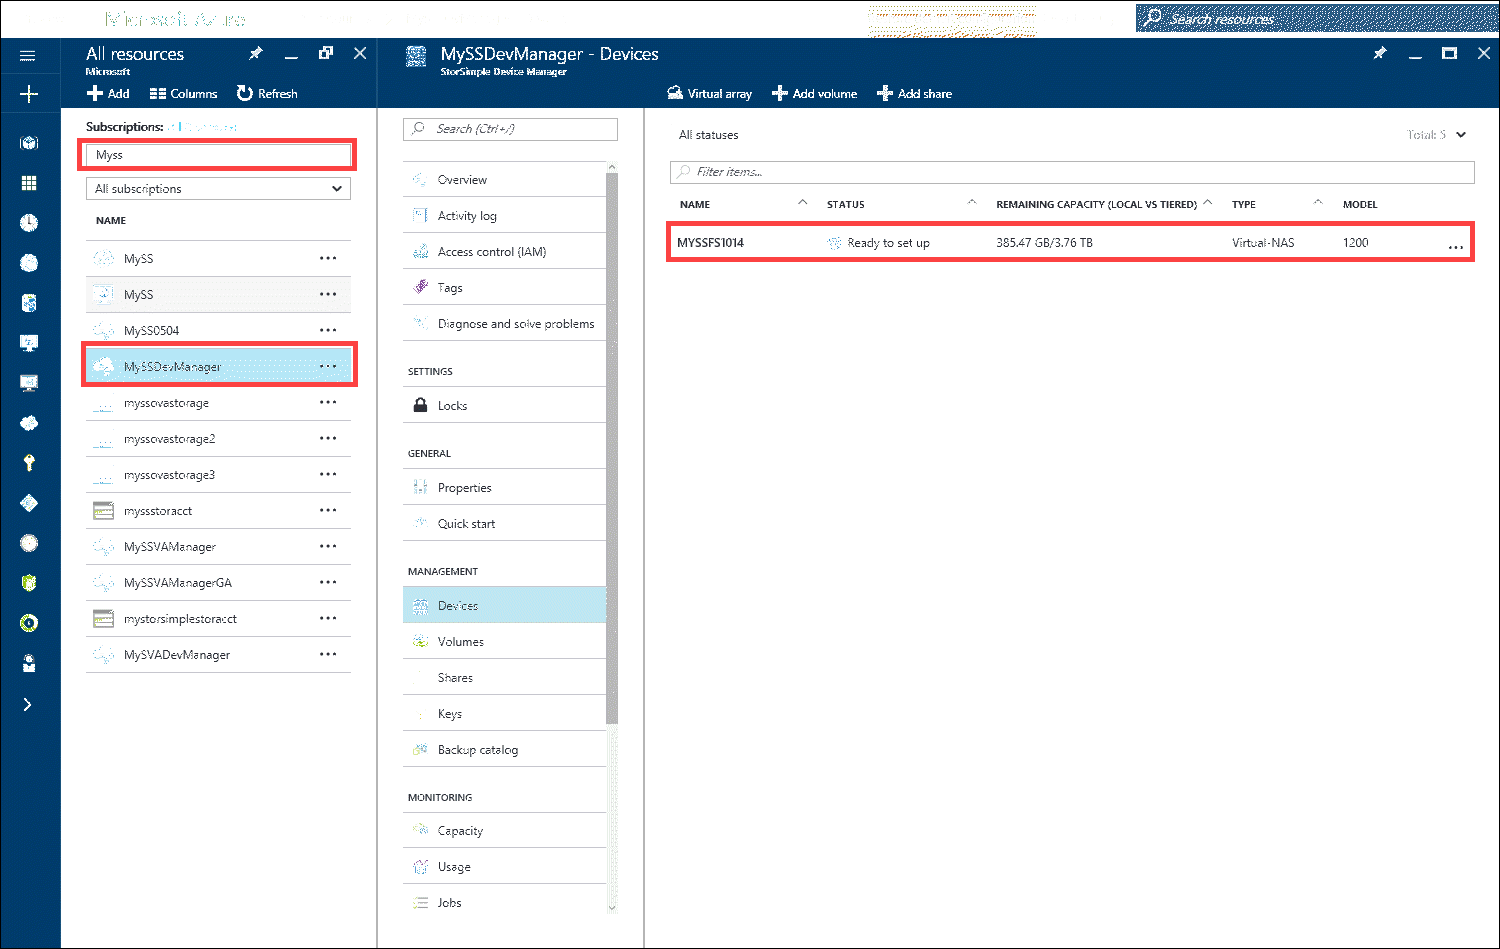 Microsoft Azure
Search resources
All resources
Microsoft
Add
Columns
Refresh
Subscriptions:
Myss
All subscriptions
NAME
MySS
MySS
MySS0504
MySSDevManager
myssovastorage
myssovastorage2
myssovastorage3
myssstoracct
MySSVAManager
MySSVAManagerGA
mystorsimplestoracct
MySVADevManager
MySSDevManager - Devices
StorSimple Device Manager
Search (Ctrl+/)
Overview
Activity log
Access control (IAM)
Tags
Diagnose and solve problems
SETTINGS
Locks
GENERAL
Properties
Quick start
MANAGEMENT
Devices
Volumes
Shares
Keys
Backup catalog
MONITORING
Capacity
Usage
Jobs
Virtual array
Add volume
Add share
All statuses
Total: 5
Filter items...
NAME STATUS REMAINING CAPACITY (LOCAL VS TIERED) TYPE MODEL
MYSSFS1014 Ready to set up 385.47 GB/3.76 TB Virtual-NAS 1200 ...